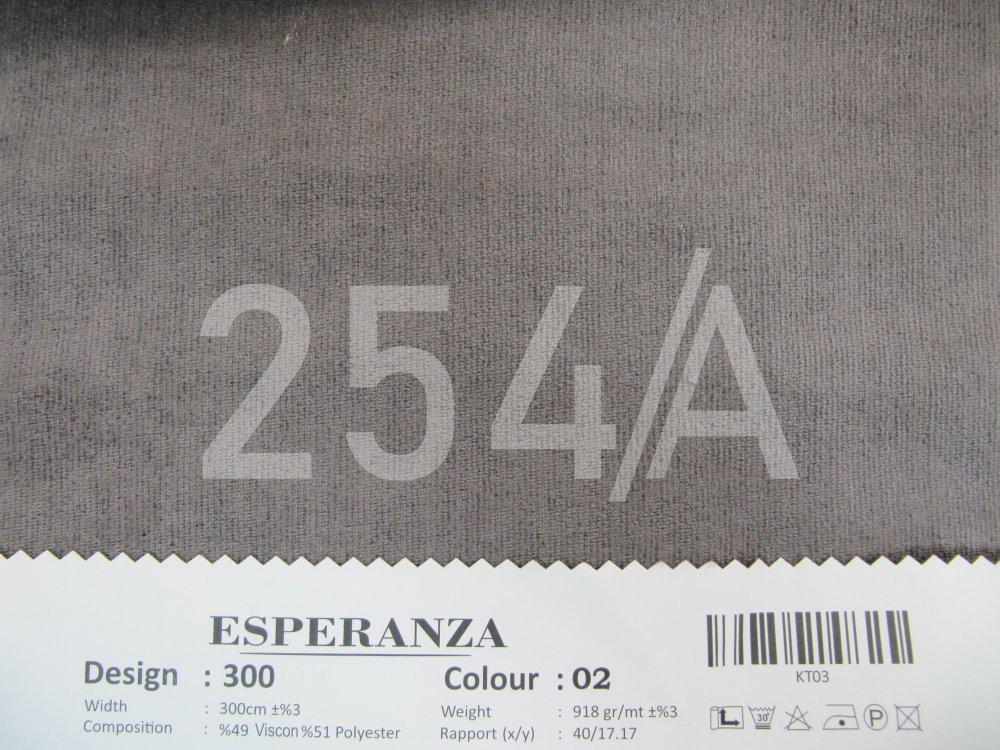 254/A
ESPERANZA
Design : 300
Colour : 02
Width : 300cm ±%3
Weight : 918 gr/mt ±%3
Composition : %49 Viscon %51 Polyester
Rapport (x/y) : 40/17.17
KT03
30°
P